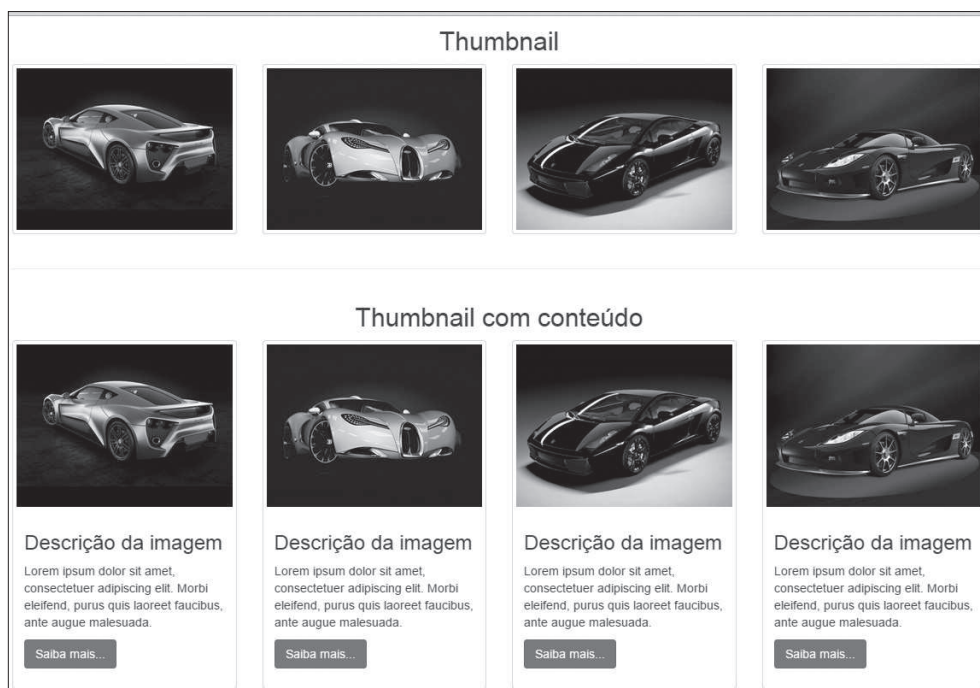 Thumbnail
Thumbnail com conteúdo
Descrição da imagem
Lorem ipsum dolor sit amet,
consectetuer adipiscing elit. Morbi
eleifend, purus quis laoreet faucibus,
ante augue malesuada.
Saiba mais...
Descrição da imagem
Lorem ipsum dolor sit amet,
consectetuer adipiscing elit. Morbi
eleifend, purus quis laoreet faucibus,
ante augue malesuada.
Saiba mais...
Descrição da imagem
Lorem ipsum dolor sit amet,
consectetuer adipiscing elit. Morbi
eleifend, purus quis laoreet faucibus,
ante augue malesuada.
Saiba mais...
Descrição da imagem
Lorem ipsum dolor sit amet,
consectetuer adipiscing elit. Morbi
eleifend, purus quis laoreet faucibus,
ante augue malesuada.
Saiba mais...